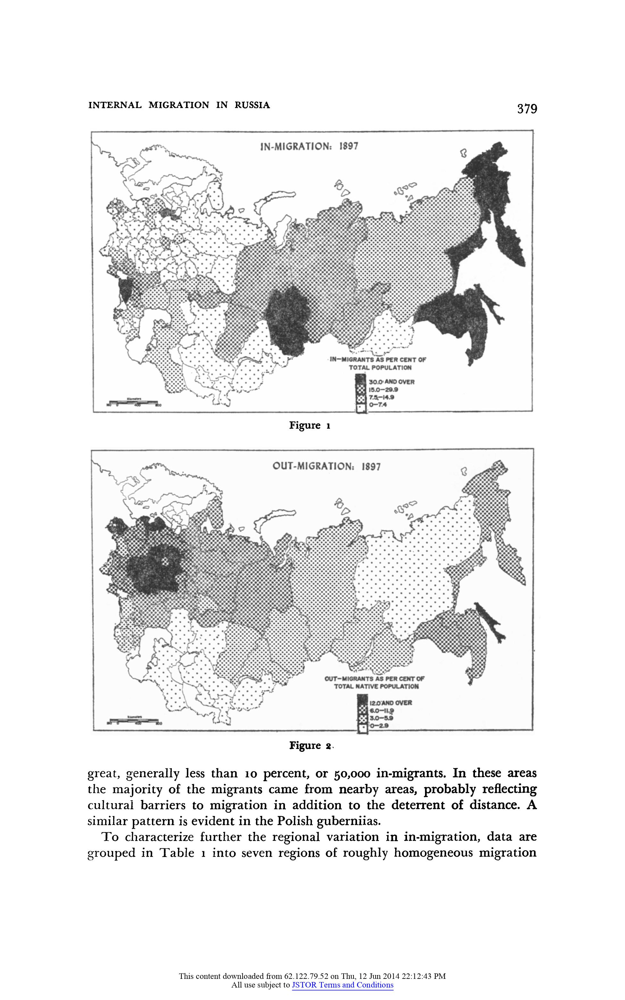 INTERNAL MIGRATION IN RUSSIA 379
IN-MIGRATION: 1897
IN-MIGRANTS AS PER CENT OF
TOTAL POPULATION
30.0 AND OVER
15.0-29.9
7.5-14.9
0-7.4
Kilometers
0 400 800
Figure 1
OUT-MIGRATION: 1897
OUT-MIGRANTS AS PER CENT OF
TOTAL NATIVE POPULATION
12.0 AND OVER
6.0-11.9
3.0-5.9
0-2.9
Kilometers
0 400 800
Figure 2.
great, generally less than 10 percent, or 50,000 in-migrants. In these areas
the majority of the migrants came from nearby areas, probably reflecting
cultural barriers to migration in addition to the deterrent of distance. A
similar pattern is evident in the Polish guberniias.
To characterize further the regional variation in in-migration, data are
grouped in Table 1 into seven regions of roughly homogeneous migration
This content downloaded from 62.122.79.52 on Thu, 12 Jun 2014 22:12:43 PM
All use subject to JSTOR Terms and Conditions